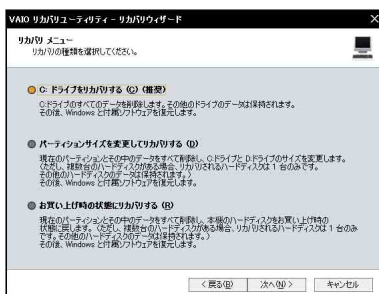 VAIO リカバリユーティリティ - リカバリウィザード
リカバリ メニュー
リカバリの種類を選択してください。
C: ドライブをリカバリする (C) (推奨)
C:ドライブのすべてのデータを削除します。その他のドライブのデータは保持されます。
その後、Windows と付属ソフトウェアを復元します。
パーティションサイズを変更してリカバリする (D)
現在のパーティションとその中のデータをすべて削除し、C:ドライブと D:ドライブのサイズを変更します。
(ただし、複数台のハードディスクがある場合、リカバリされるハードディスクは 1 台のみです。
その他のハードディスクのデータは保持されます。)
その後、Windows と付属ソフトウェアを復元します。
お買い上げ時の状態にリカバリする (R)
現在のパーティションとその中のデータをすべて削除し、本機のハードディスクをお買い上げ時の
状態に戻します。(ただし、複数台のハードディスクがある場合、リカバリされるハードディスクは 1 台のみ
です。その他のハードディスクのデータは保持されます。)
その後、Windows と付属ソフトウェアを復元します。
< 戻る(B) 次へ(N) > キャンセル